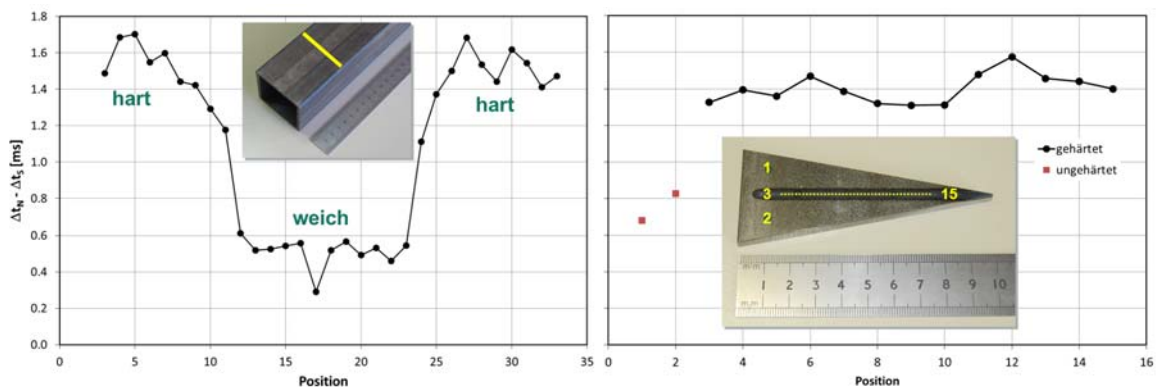 1.8
1.6
1.4
1.2
1.0
0.8
0.6
0.4
0.2
0.0
Δt_N - Δt_S [ms]
hart
hart
weich
0 5 10 15 20 25 30 35
Position
1
3
2
15
gehärtet
ungehärtet
mm 1 2 3 4 5 6 7 8 9 10
mm
0 2 4 6 8 10 12 14 16
Position